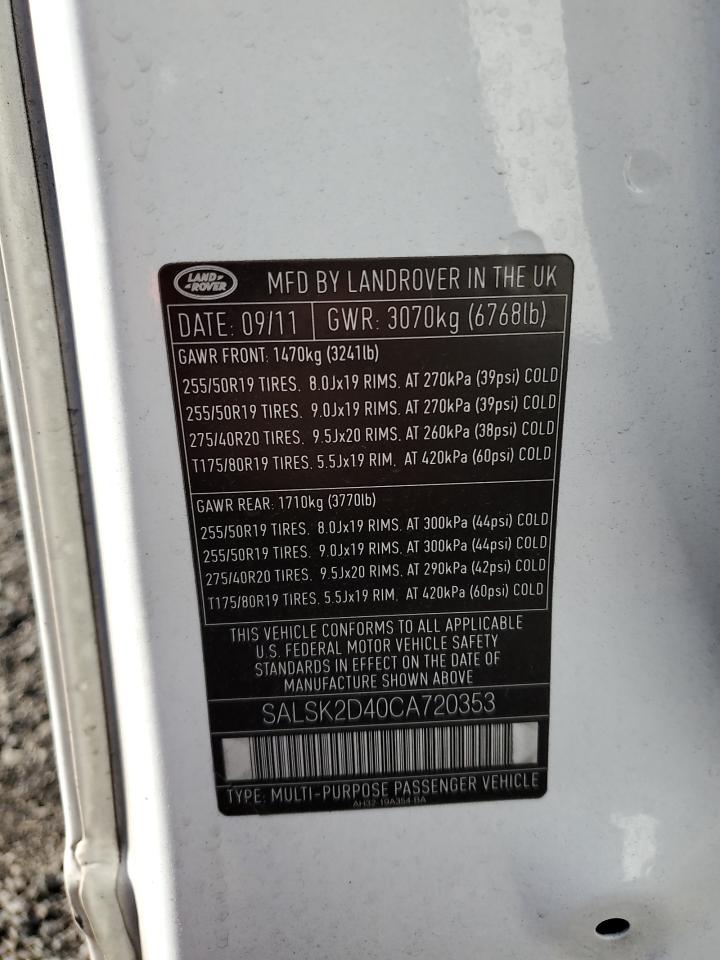 LAND ROVER MFD BY LANDROVER IN THE UK
DATE: 09/11 GWR: 3070kg (6768lb)
GAWR FRONT: 1470kg (3241lb)
255/50R19 TIRES. 8.0Jx19 RIMS. AT 270kPa (39psi) COLD
255/50R19 TIRES. 9.0Jx19 RIMS. AT 270kPa (39psi) COLD
275/40R20 TIRES. 9.5Jx20 RIMS. AT 260kPa (38psi) COLD
T175/80R19 TIRES. 5.5Jx19 RIM. AT 420kPa (60psi) COLD
GAWR REAR: 1710kg (3770lb)
255/50R19 TIRES. 8.0Jx19 RIMS. AT 300kPa (44psi) COLD
255/50R19 TIRES. 9.0Jx19 RIMS. AT 300kPa (44psi) COLD
275/40R20 TIRES. 9.5Jx20 RIMS. AT 290kPa (42psi) COLD
T175/80R19 TIRES. 5.5Jx19 RIM. AT 420kPa (60psi) COLD
THIS VEHICLE CONFORMS TO ALL APPLICABLE
U.S. FEDERAL MOTOR VEHICLE SAFETY
STANDARDS IN EFFECT ON THE DATE OF
MANUFACTURE SHOWN ABOVE
SALSK2D40CA720353
TYPE: MULTI-PURPOSE PASSENGER VEHICLE
AH32-19A354-BA